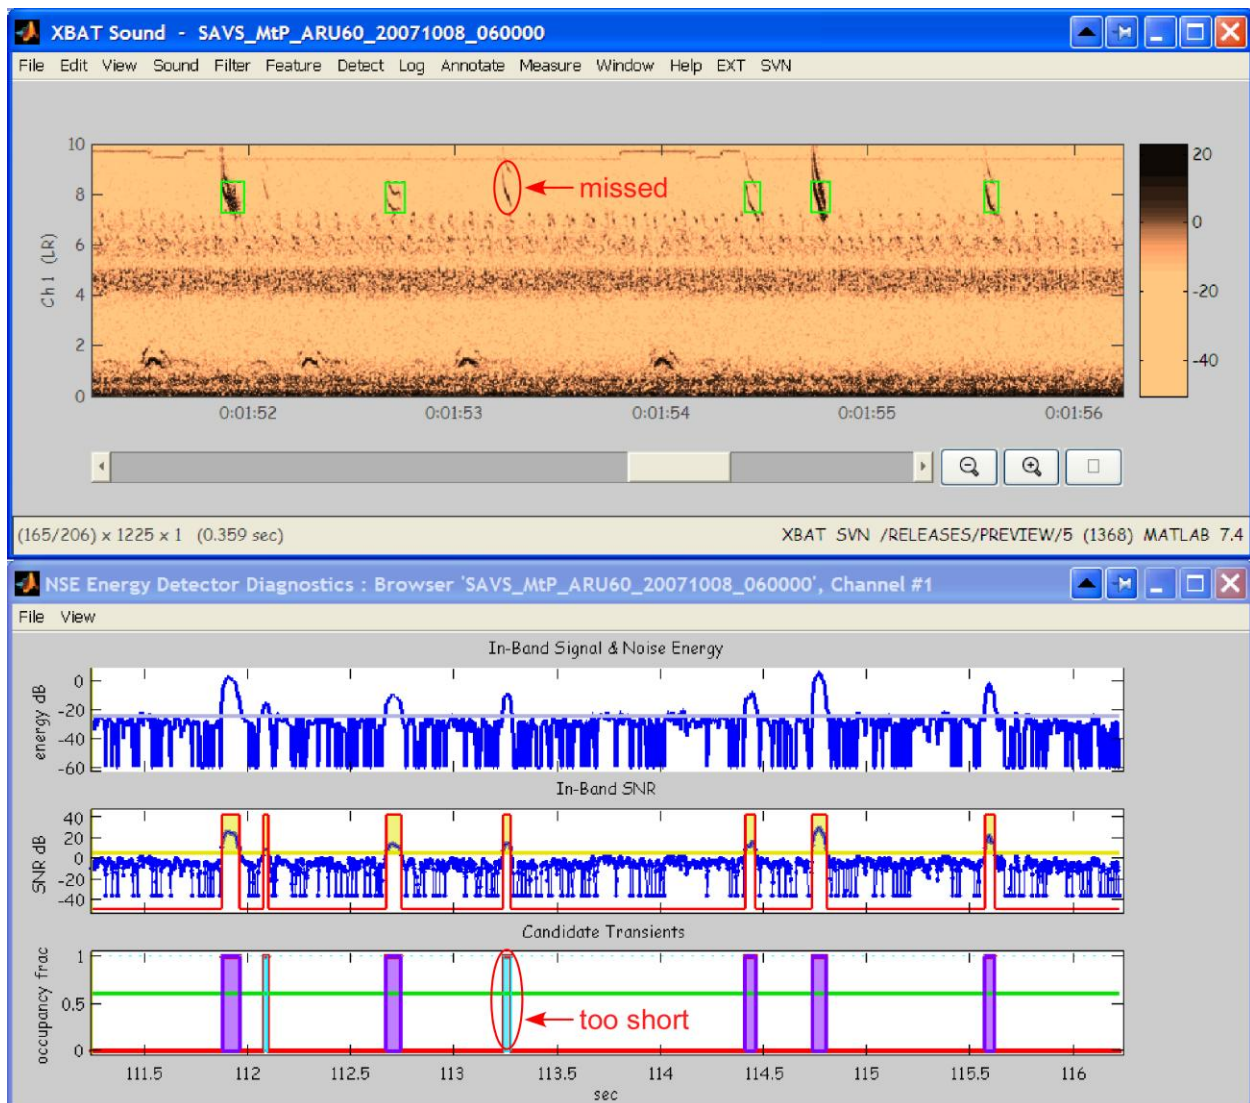 XBAT Sound - SAVS_MtP_ARU60_20071008_060000
File Edit View Sound Filter Feature Detect Log Annotate Measure Window Help EXT SVN
10
8
6
4
2
0
Ch 1 (LR)
missed
20
0
-20
-40
0:01:52 0:01:53 0:01:54 0:01:55 0:01:56
(165/206) x 1225 x 1 (0.359 sec)
XBAT SVN /RELEASES/PREVIEW/5 (1368) MATLAB 7.4
NSE Energy Detector Diagnostics : Browser 'SAVS_MtP_ARU60_20071008_060000', Channel #1
File View
In-Band Signal & Noise Energy
energy dB
0
-20
-40
-60
In-Band SNR
SNR dB
40
20
0
-20
-40
Candidate Transients
occupancy frac
1
0.5
0
too short
111.5 112 112.5 113 113.5 114 114.5 115 115.5 116
sec